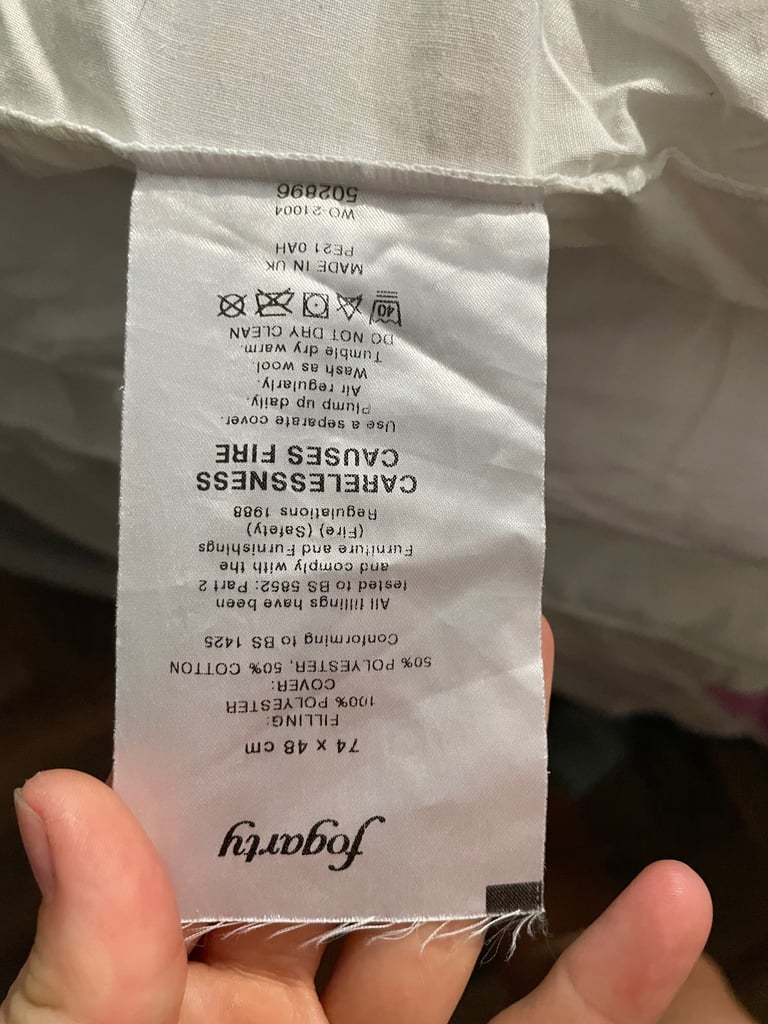 fogarty
74 x 48 cm
FILLING:
100% POLYESTER
COVER:
50% POLYESTER, 50% COTTON
Conforming to BS 1425
All fillings have been
tested to BS 5852: Part 2
and comply with the
Furniture and Furnishings
(Fire) (Safety)
Regulations 1988
CARELESSNESS
CAUSES FIRE
Use a separate cover.
Plump up daily.
Air regularly.
Wash as wool.
Tumble dry warm.
DO NOT DRY CLEAN
40
MADE IN UK
PE21 0AH
WO-21004
502896